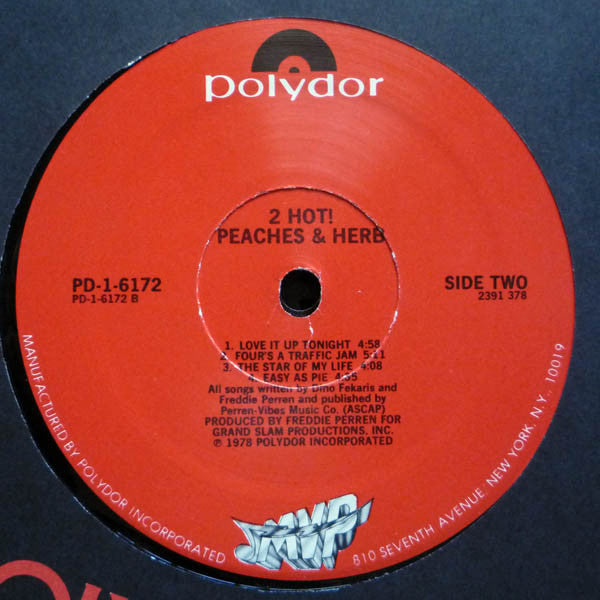 polydor
2 HOT!
PEACHES & HERB
PD-1-6172
PD-1-6172 B
SIDE TWO
2391 378
1. LOVE IT UP TONIGHT 4:58
2. FOUR'S A TRAFFIC JAM 5:11
3. THE STAR OF MY LIFE 4:08
4. EASY AS PIE 4:55
All songs written by Dino Fekaris and
Freddie Perren and published by
Perren-Vibes Music Co. (ASCAP)
PRODUCED BY FREDDIE PERREN FOR
GRAND SLAM PRODUCTIONS, INC.
℗ 1978 POLYDOR INCORPORATED
MVP
MANUFACTURED BY POLYDOR INCORPORATED
810 SEVENTH AVENUE, NEW YORK, N.Y., 10019